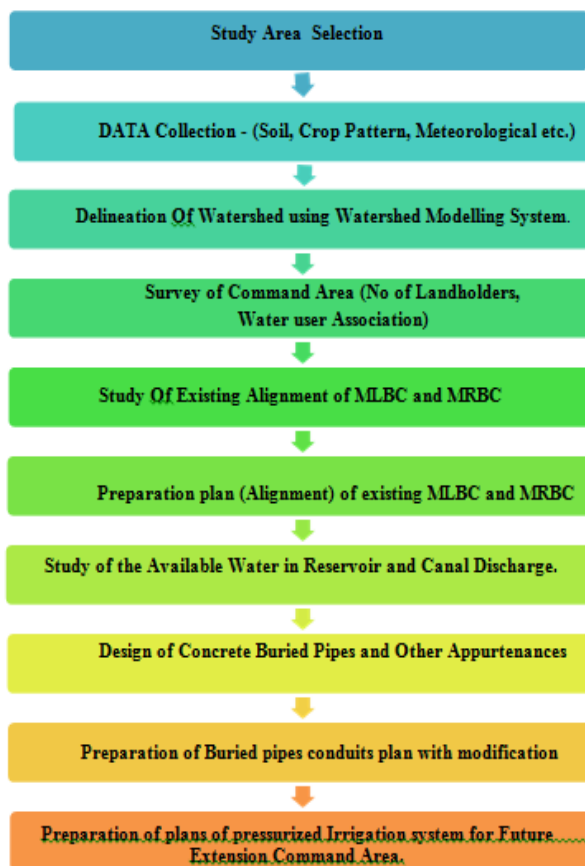 Study Area Selection
DATA Collection - (Soil, Crop Pattern, Meteorological etc.)
Delineation Of Watershed using Watershed Modelling System.
Survey of Command Area (No of Landholders,
Water user Association)
Study Of Existing Alignment of MLBC and MRBC
Preparation plan (Alignment) of existing MLBC and MRBC
Study of the Available Water in Reservoir and Canal Discharge.
Design of Concrete Buried Pipes and Other Appurtenances
Preparation of Buried pipes conduits plan with modification
Preparation of plans of pressurized Irrigation system for Future
Extension Command Area.